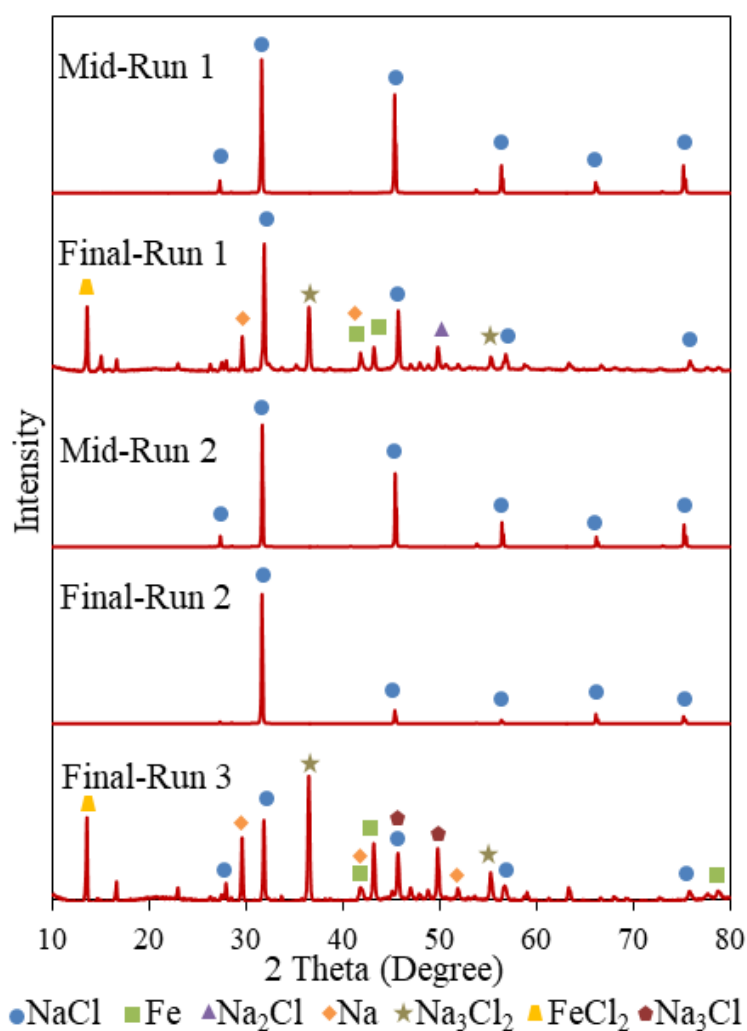 Mid-Run 1
Final-Run 1
Mid-Run 2
Final-Run 2
Final-Run 3
Intensity
10 20 30 40 50 60 70 80
2 Theta (Degree)
NaCl Fe Na₂Cl Na Na₃Cl₂ FeCl₂ Na₃Cl